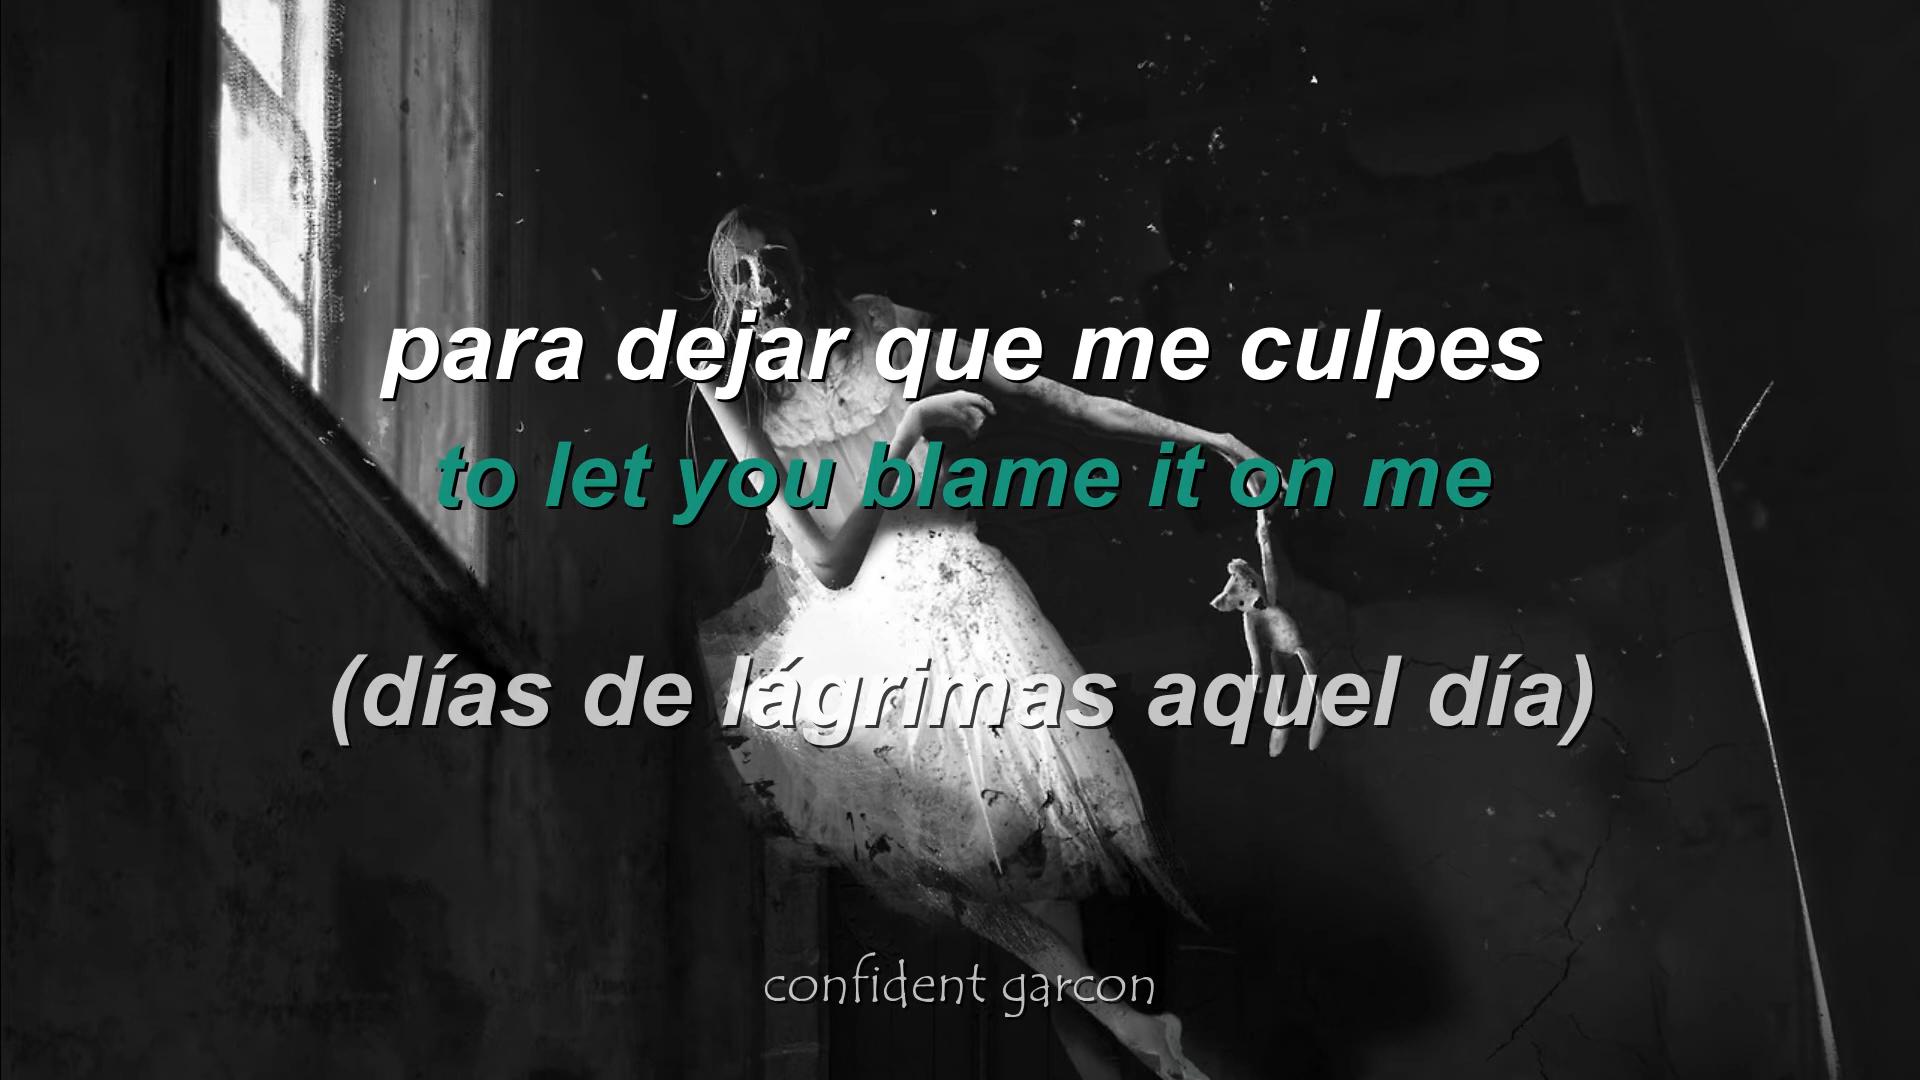 para dejar que me culpes
to let you blame it on me
(días de lágrimas aquel día)
confident garcon